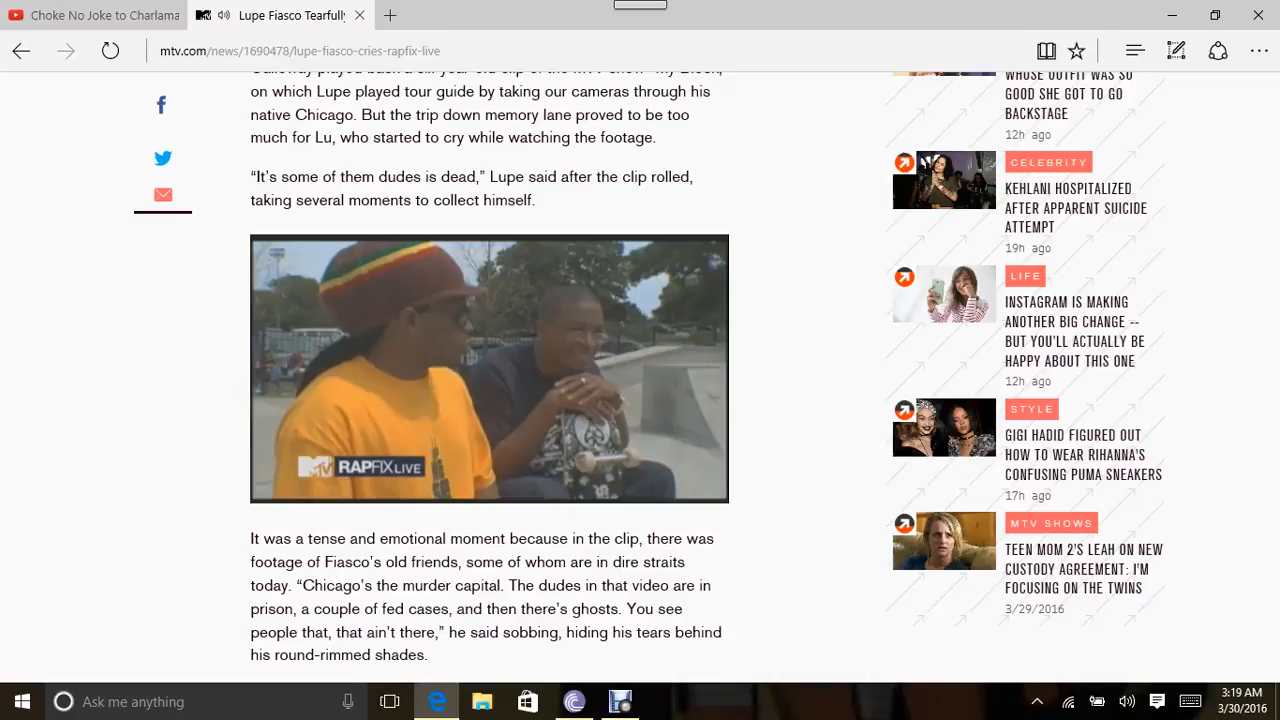 Choke No Joke to Charlama
Lupe Fiasco Tearfully
mtv.com/news/1690478/lupe-fiasco-cries-rapfix-live
on which Lupe played tour guide by taking our cameras through his
native Chicago. But the trip down memory lane proved to be too
much for Lu, who started to cry while watching the footage.
“It’s some of them dudes is dead,” Lupe said after the clip rolled,
taking several moments to collect himself.
MTV RAPFIX LIVE
It was a tense and emotional moment because in the clip, there was
footage of Fiasco’s old friends, some of whom are in dire straits
today. “Chicago’s the murder capital. The dudes in that video are in
prison, a couple of fed cases, and then there’s ghosts. You see
people that, that ain’t there,” he said sobbing, hiding his tears behind
his round-rimmed shades.
WHOSE OUTFIT WAS SO
GOOD SHE GOT TO GO
BACKSTAGE
12h ago
CELEBRITY
KEHLANI HOSPITALIZED
AFTER APPARENT SUICIDE
ATTEMPT
19h ago
LIFE
INSTAGRAM IS MAKING
ANOTHER BIG CHANGE --
BUT YOU'LL ACTUALLY BE
HAPPY ABOUT THIS ONE
12h ago
STYLE
GIGI HADID FIGURED OUT
HOW TO WEAR RIHANNA'S
CONFUSING PUMA SNEAKERS
17h ago
MTV SHOWS
TEEN MOM 2'S LEAH ON NEW
CUSTODY AGREEMENT: I'M
FOCUSING ON THE TWINS
3/29/2016
Ask me anything
3:19 AM
3/30/2016